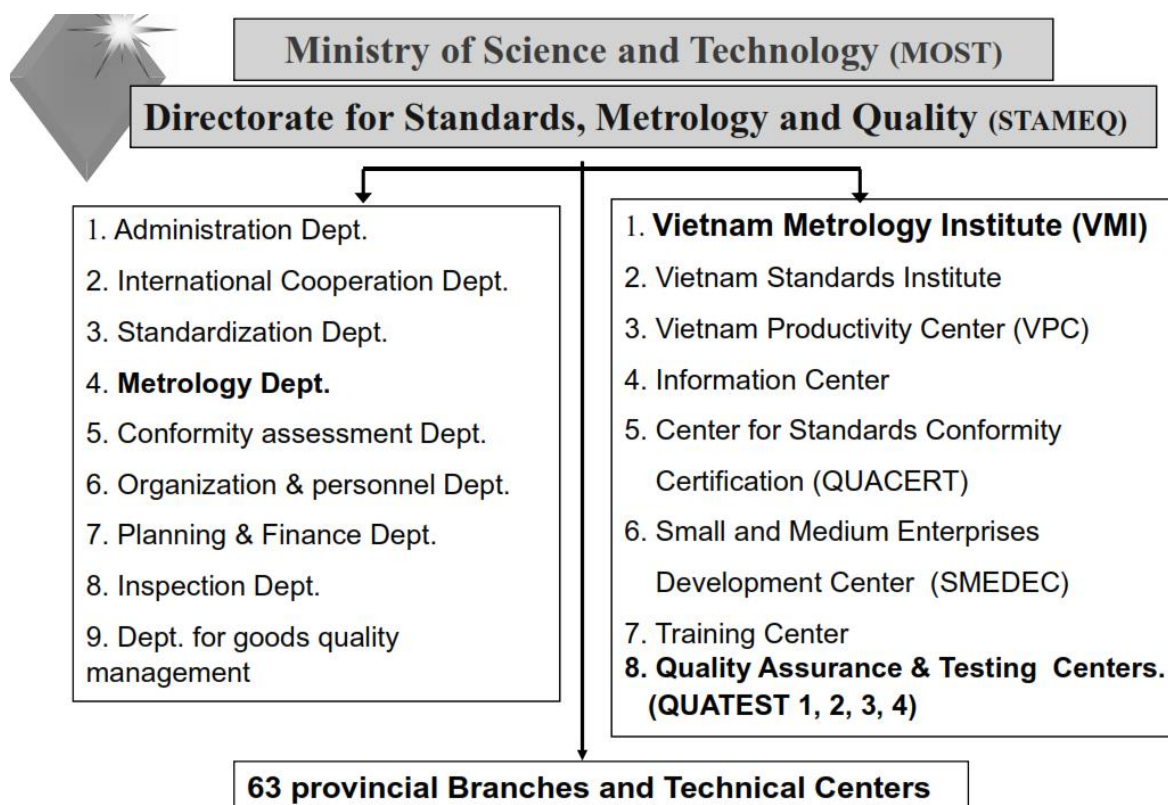 Ministry of Science and Technology (MOST)
Directorate for Standards, Metrology and Quality (STAMEQ)
1. Administration Dept.
2. International Cooperation Dept.
3. Standardization Dept.
4. Metrology Dept.
5. Conformity assessment Dept.
6. Organization & personnel Dept.
7. Planning & Finance Dept.
8. Inspection Dept.
9. Dept. for goods quality
management
1. Vietnam Metrology Institute (VMI)
2. Vietnam Standards Institute
3. Vietnam Productivity Center (VPC)
4. Information Center
5. Center for Standards Conformity
Certification (QUACERT)
6. Small and Medium Enterprises
Development Center (SMEDEC)
7. Training Center
8. Quality Assurance & Testing Centers.
(QUATEST 1, 2, 3, 4)
63 provincial Branches and Technical Centers